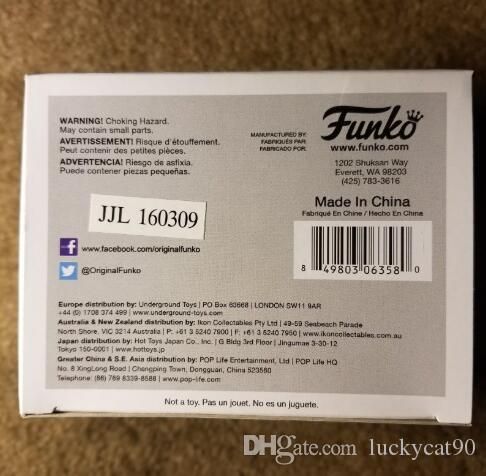 WARNING! Choking Hazard.
May contain small parts.
AVERTISSEMENT! Risque d'étouffement.
Peut contenir des petites pièces.
ADVERTENCIA! Riesgo de asfixia.
Puede contener piezas pequeñas.
MANUFACTURED BY:
FABRIQUÉS PAR:
FABRICADO POR:
Funko
www.funko.com
1202 Shuksan Way
Everett, WA 98203
(425) 783-3616
JJL 160309
Made In China
Fabriqué En Chine / Hecho En China
8 49803 06358 0
www.facebook.com/originalfunko
@OriginalFunko
Europe distribution by: Underground Toys | PO Box 63668 | LONDON SW11 9AR
+44 (0) 1708 374 499 | www.underground-toys.com
Australia & New Zealand distribution by: Ikon Collectables Pty Ltd | 49-59 Seabeach Parade
North Shore, VIC 3214 Australia | P: +61 3 5240 7900 | F: +61 3 5240 7950 | www.ikoncollectables.com.au
Japan distribution by: Hot Toys Japan Co., Inc. | G Bldg 3rd Floor | Jingumae 3-30-12
Tokyo 150-0001 | www.hottoys.jp
Greater China & S.E. Asia distribution by: POP Life Entertainment, Ltd | POP Life HQ
No. 8 XingLong Road | Chengping Town, Dongguan, China 523560
Telephone: (86) 769 8339-8588 | www.pop-life.com
Not a toy. Pas un jouet. No es un juguete.
DHgate.com luckycat90